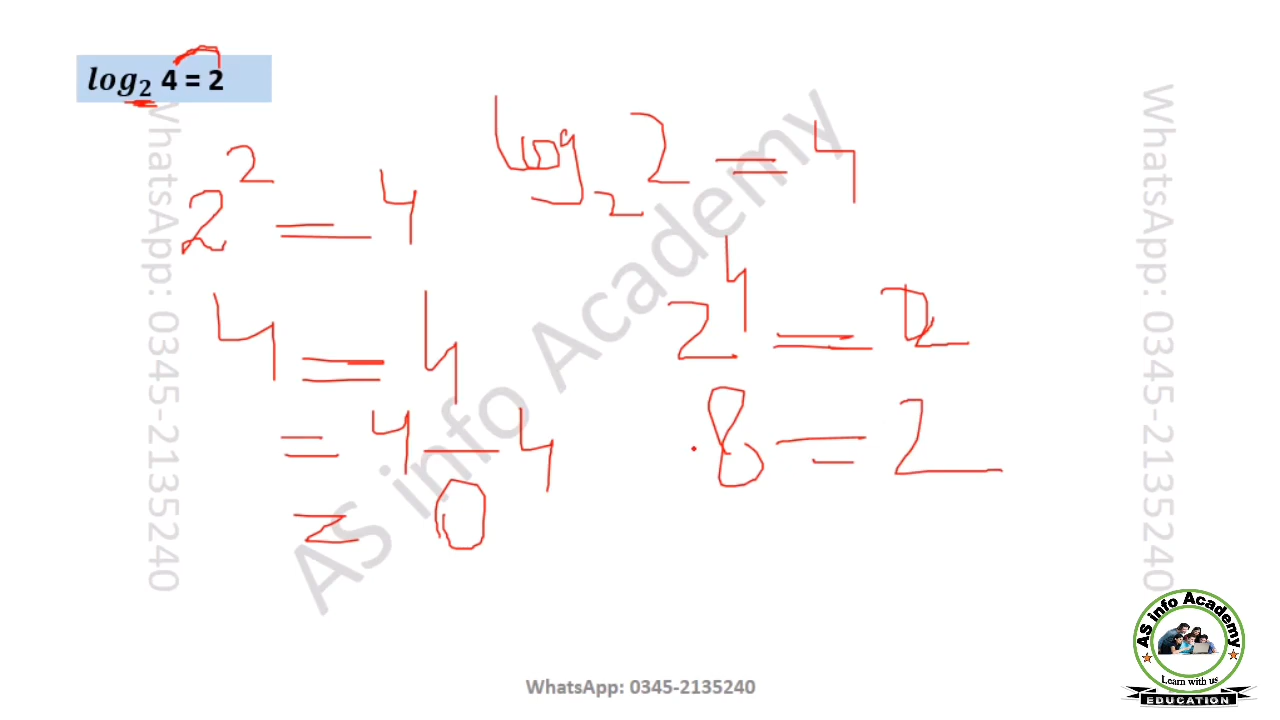 log₂ 4 = 2
2² = 4
4 = 4
= 4 — 4
= 0
log₂ 2 = 4
2⁴ = 2
8 = 2
AS info Academy
WhatsApp: 0345-2135240
WhatsApp: 0345-2135240
WhatsApp: 0345-2135240
AS info Academy
Learn with us
EDUCATION